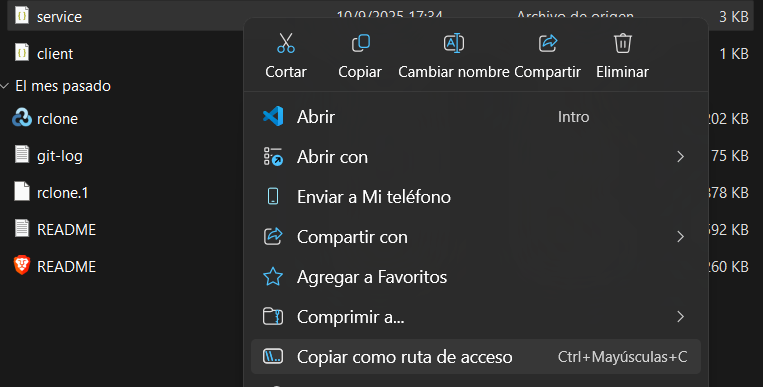 service 10/9/2025 17:34 Archivo de origen 3 KB
client 1 KB
Cortar Copiar Cambiar nombre Compartir Eliminar
El mes pasado
rclone 202 KB
Abrir Intro
git-log 75 KB
Abrir con
rclone.1 378 KB
Enviar a Mi teléfono
README 592 KB
Compartir con
README 260 KB
Agregar a Favoritos
Comprimir a...
Copiar como ruta de acceso Ctrl+Mayúsculas+C